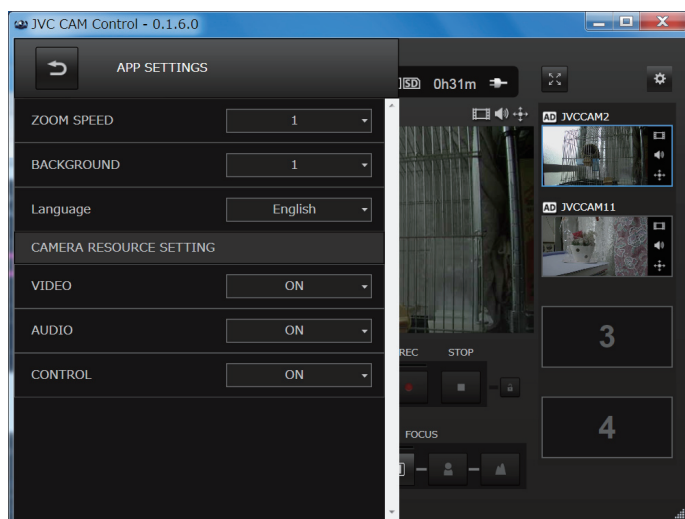 JVC CAM Control - 0.1.6.0
APP SETTINGS
SD 0h31m
ZOOM SPEED 1
BACKGROUND 1
Language English
CAMERA RESOURCE SETTING
VIDEO ON
AUDIO ON
CONTROL ON
REC STOP
FOCUS
AD JVCCAM2
AD JVCCAM11
3
4